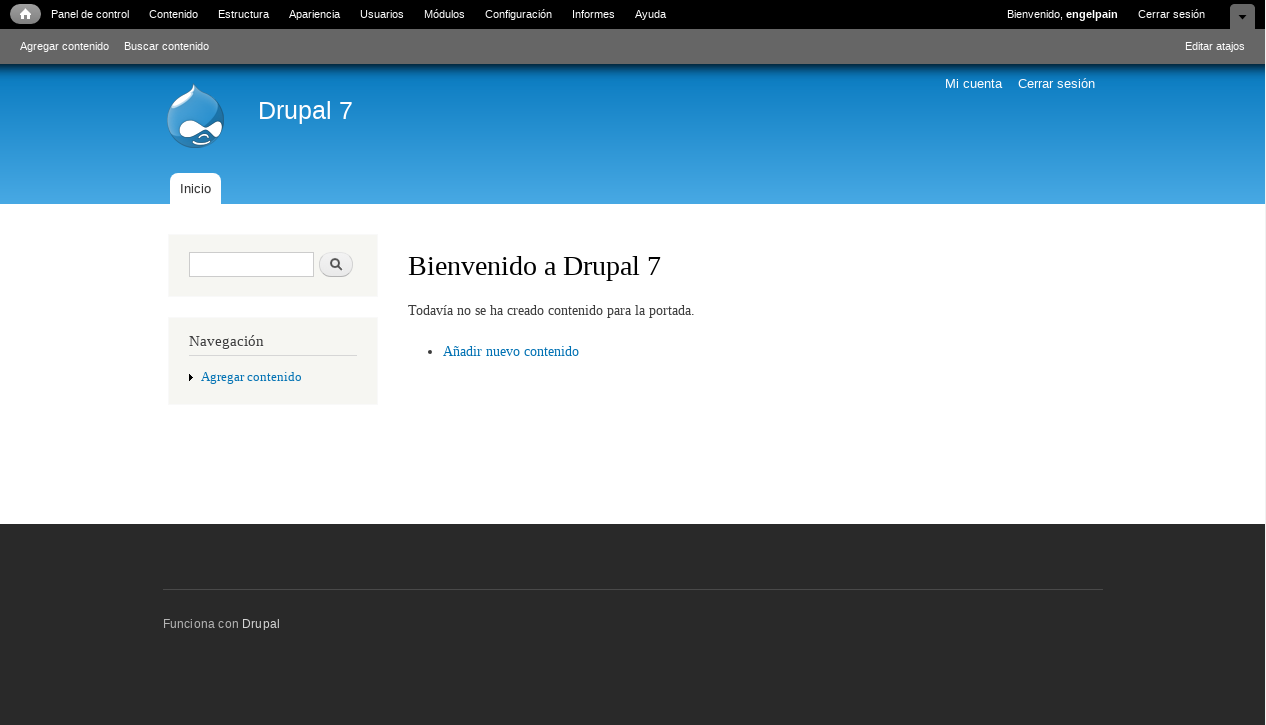 Panel de control Contenido Estructura Apariencia Usuarios Módulos Configuración Informes Ayuda Bienvenido, engelpain Cerrar sesión
Agregar contenido Buscar contenido Editar atajos
Mi cuenta Cerrar sesión
Drupal 7
Inicio
Bienvenido a Drupal 7
Todavía no se ha creado contenido para la portada.
Añadir nuevo contenido
Navegación
Agregar contenido
Funciona con Drupal